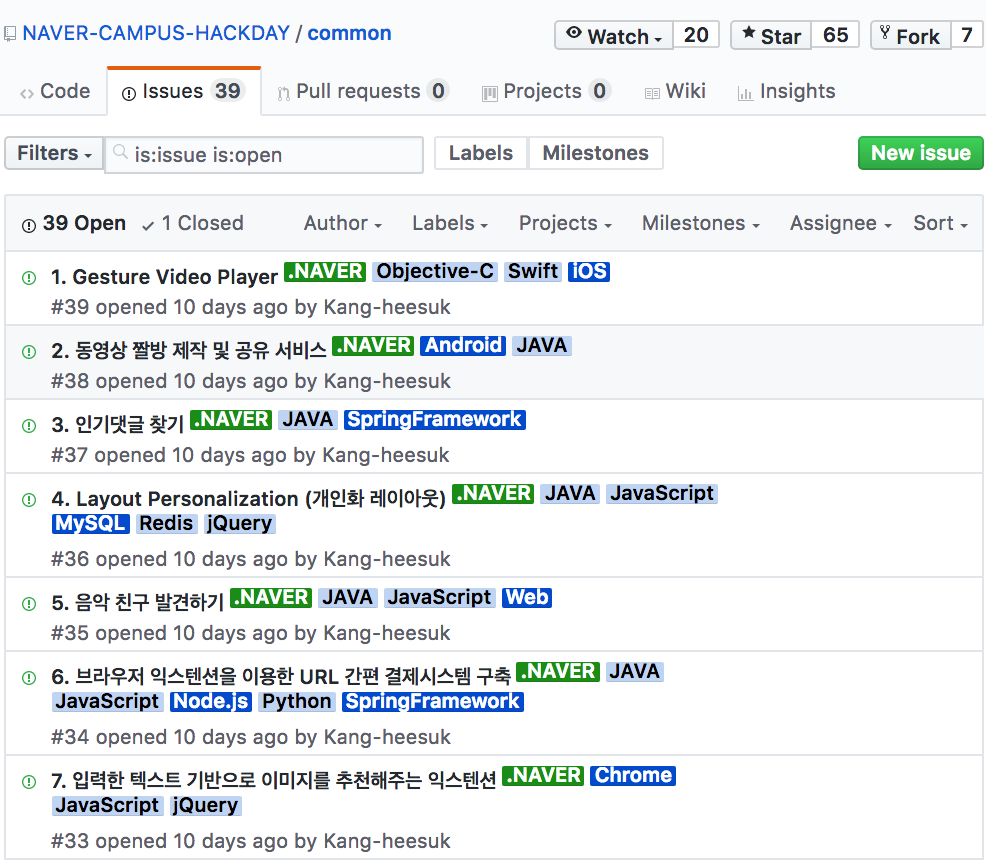 NAVER-CAMPUS-HACKDAY / common Watch 20 Star 65 Fork 7
Code Issues 39 Pull requests 0 Projects 0 Wiki Insights
Filters is:issue is:open Labels Milestones New issue
39 Open 1 Closed Author Labels Projects Milestones Assignee Sort
1. Gesture Video Player .NAVER Objective-C Swift iOS
#39 opened 10 days ago by Kang-heesuk
2. 동영상 짤방 제작 및 공유 서비스 .NAVER Android JAVA
#38 opened 10 days ago by Kang-heesuk
3. 인기댓글 찾기 .NAVER JAVA SpringFramework
#37 opened 10 days ago by Kang-heesuk
4. Layout Personalization (개인화 레이아웃) .NAVER JAVA JavaScript
MySQL Redis jQuery
#36 opened 10 days ago by Kang-heesuk
5. 음악 친구 발견하기 .NAVER JAVA JavaScript Web
#35 opened 10 days ago by Kang-heesuk
6. 브라우저 익스텐션을 이용한 URL 간편 결제시스템 구축 .NAVER JAVA
JavaScript Node.js Python SpringFramework
#34 opened 10 days ago by Kang-heesuk
7. 입력한 텍스트 기반으로 이미지를 추천해주는 익스텐션 .NAVER Chrome
JavaScript jQuery
#33 opened 10 days ago by Kang-heesuk